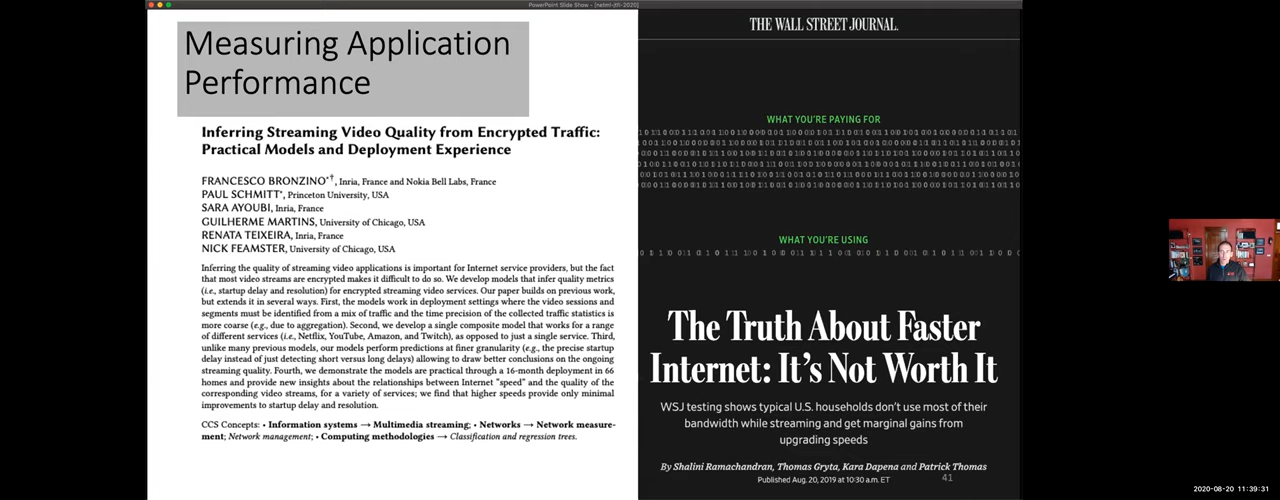 PowerPoint Slide Show - [netml-jtfi-2020]
Measuring Application
Performance
Inferring Streaming Video Quality from Encrypted Traffic:
Practical Models and Deployment Experience
FRANCESCO BRONZINO*†, Inria, France and Nokia Bell Labs, France
PAUL SCHMITT*, Princeton University, USA
SARA AYOUBI, Inria, France
GUILHERME MARTINS, University of Chicago, USA
RENATA TEIXEIRA, Inria, France
NICK FEAMSTER, University of Chicago, USA
Inferring the quality of streaming video applications is important for Internet service providers, but the fact
that most video streams are encrypted makes it difficult to do so. We develop models that infer quality metrics
(i.e., startup delay and resolution) for encrypted streaming video services. Our paper builds on previous work,
but extends it in several ways. First, the models work in deployment settings where the video sessions and
segments must be identified from a mix of traffic and the time precision of the collected traffic statistics is
more coarse (e.g., due to aggregation). Second, we develop a single composite model that works for a range
of different services (i.e., Netflix, YouTube, Amazon, and Twitch), as opposed to just a single service. Third,
unlike many previous models, our models perform predictions at finer granularity (e.g., the precise startup
delay instead of just detecting short versus long delays) allowing to draw better conclusions on the ongoing
streaming quality. Fourth, we demonstrate the models are practical through a 16-month deployment in 66
homes and provide new insights about the relationships between Internet "speed" and the quality of the
corresponding video streams, for a variety of services; we find that higher speeds provide only minimal
improvements to startup delay and resolution.
CCS Concepts: • Information systems → Multimedia streaming; • Networks → Network measure-
ment; Network management; • Computing methodologies → Classification and regression trees.
THE WALL STREET JOURNAL.
WHAT YOU'RE PAYING FOR
WHAT YOU'RE USING
The Truth About Faster
Internet: It's Not Worth It
WSJ testing shows typical U.S. households don't use most of their
bandwidth while streaming and get marginal gains from
upgrading speeds
By Shalini Ramachandran, Thomas Gryta, Kara Dapena and Patrick Thomas
Published Aug. 20, 2019 at 10:30 a.m. ET
41
2020-08-20 11:39:31